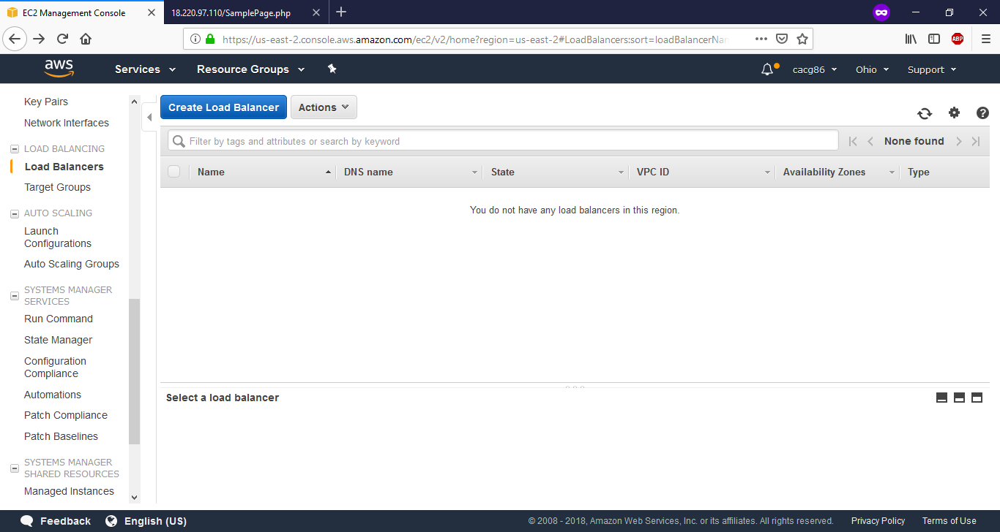 EC2 Management Console
18.220.97.110/SamplePage.php
https://us-east-2.console.aws.amazon.com/ec2/v2/home?region=us-east-2#LoadBalancers:sort=loadBalancerNam
ABP
aws
Services
Resource Groups
cacg86
Ohio
Support
Key Pairs
Network Interfaces
LOAD BALANCING
Load Balancers
Target Groups
AUTO SCALING
Launch
Configurations
Auto Scaling Groups
SYSTEMS MANAGER
SERVICES
Run Command
State Manager
Configuration
Compliance
Automations
Patch Compliance
Patch Baselines
SYSTEMS MANAGER
SHARED RESOURCES
Managed Instances
Create Load Balancer
Actions
Filter by tags and attributes or search by keyword
None found
Name
DNS name
State
VPC ID
Availability Zones
Type
You do not have any load balancers in this region.
Select a load balancer
Feedback
English (US)
© 2008 - 2018, Amazon Web Services, Inc. or its affiliates. All rights reserved.
Privacy Policy
Terms of Use